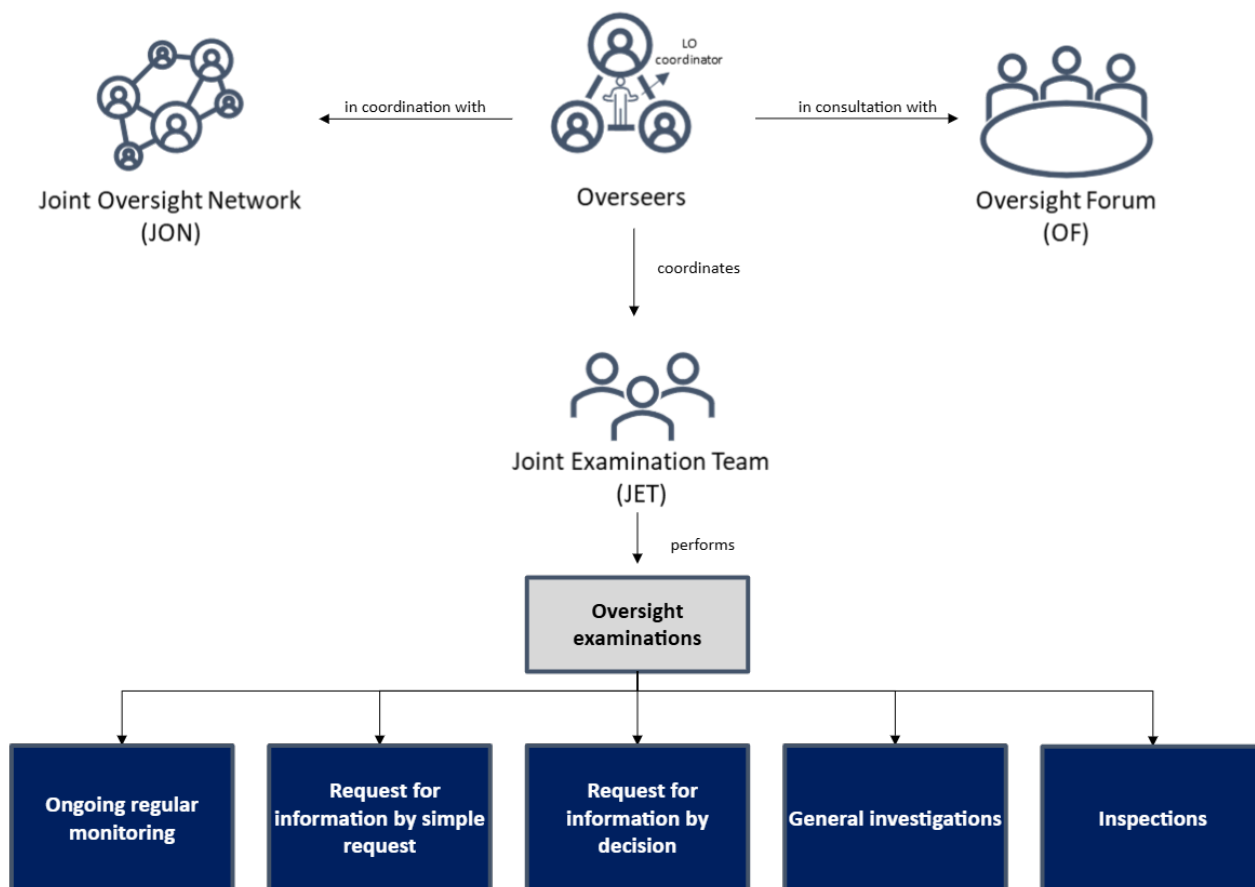 LO
coordinator
in coordination with
in consultation with
Joint Oversight Network
(JON)
Overseers
Oversight Forum
(OF)
coordinates
Joint Examination Team
(JET)
performs
Oversight
examinations
Ongoing regular
monitoring
Request for
information by simple
request
Request for
information by
decision
General investigations
Inspections